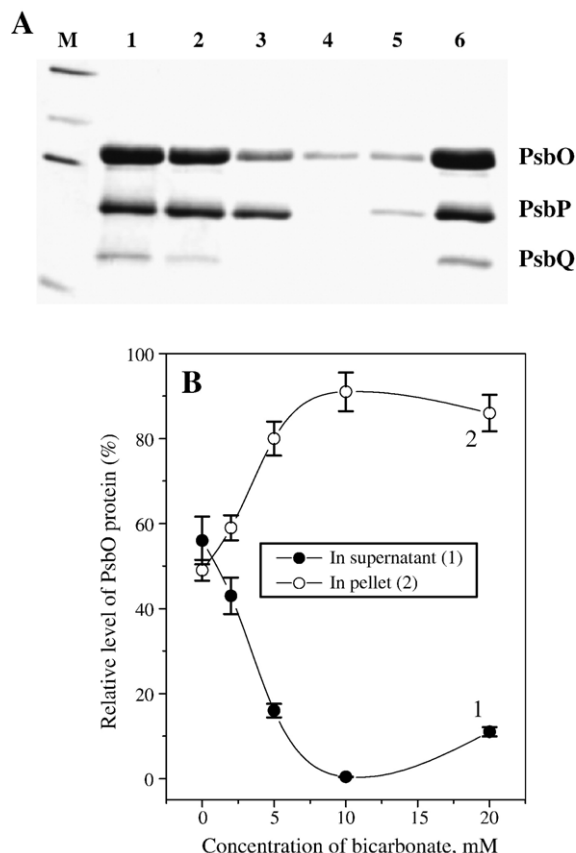 A
M 1 2 3 4 5 6
PsbO
PsbP
PsbQ
B
100
80
60
40
20
0
Relative level of PsbO protein (%)
2
In supernatant (1)
In pellet (2)
1
0 5 10 15 20
Concentration of bicarbonate, mM